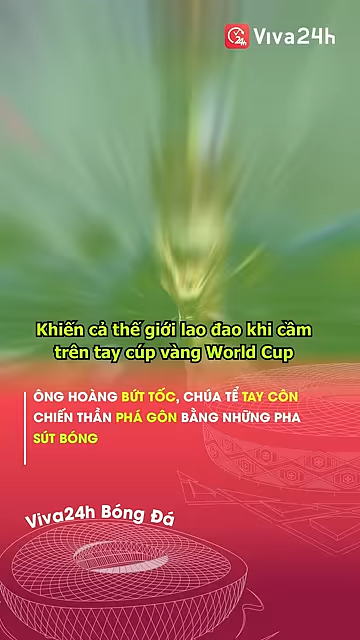 Viva24h
Khiến cả thế giới lao đao khi cầm
trên tay cúp vàng World Cup
ÔNG HOÀNG BỨT TỐC, CHÚA TỂ TAY CÔN
CHIẾN THẦN PHÁ GÔN BẰNG NHỮNG PHA
SÚT BÓNG
Viva24h Bóng Đá